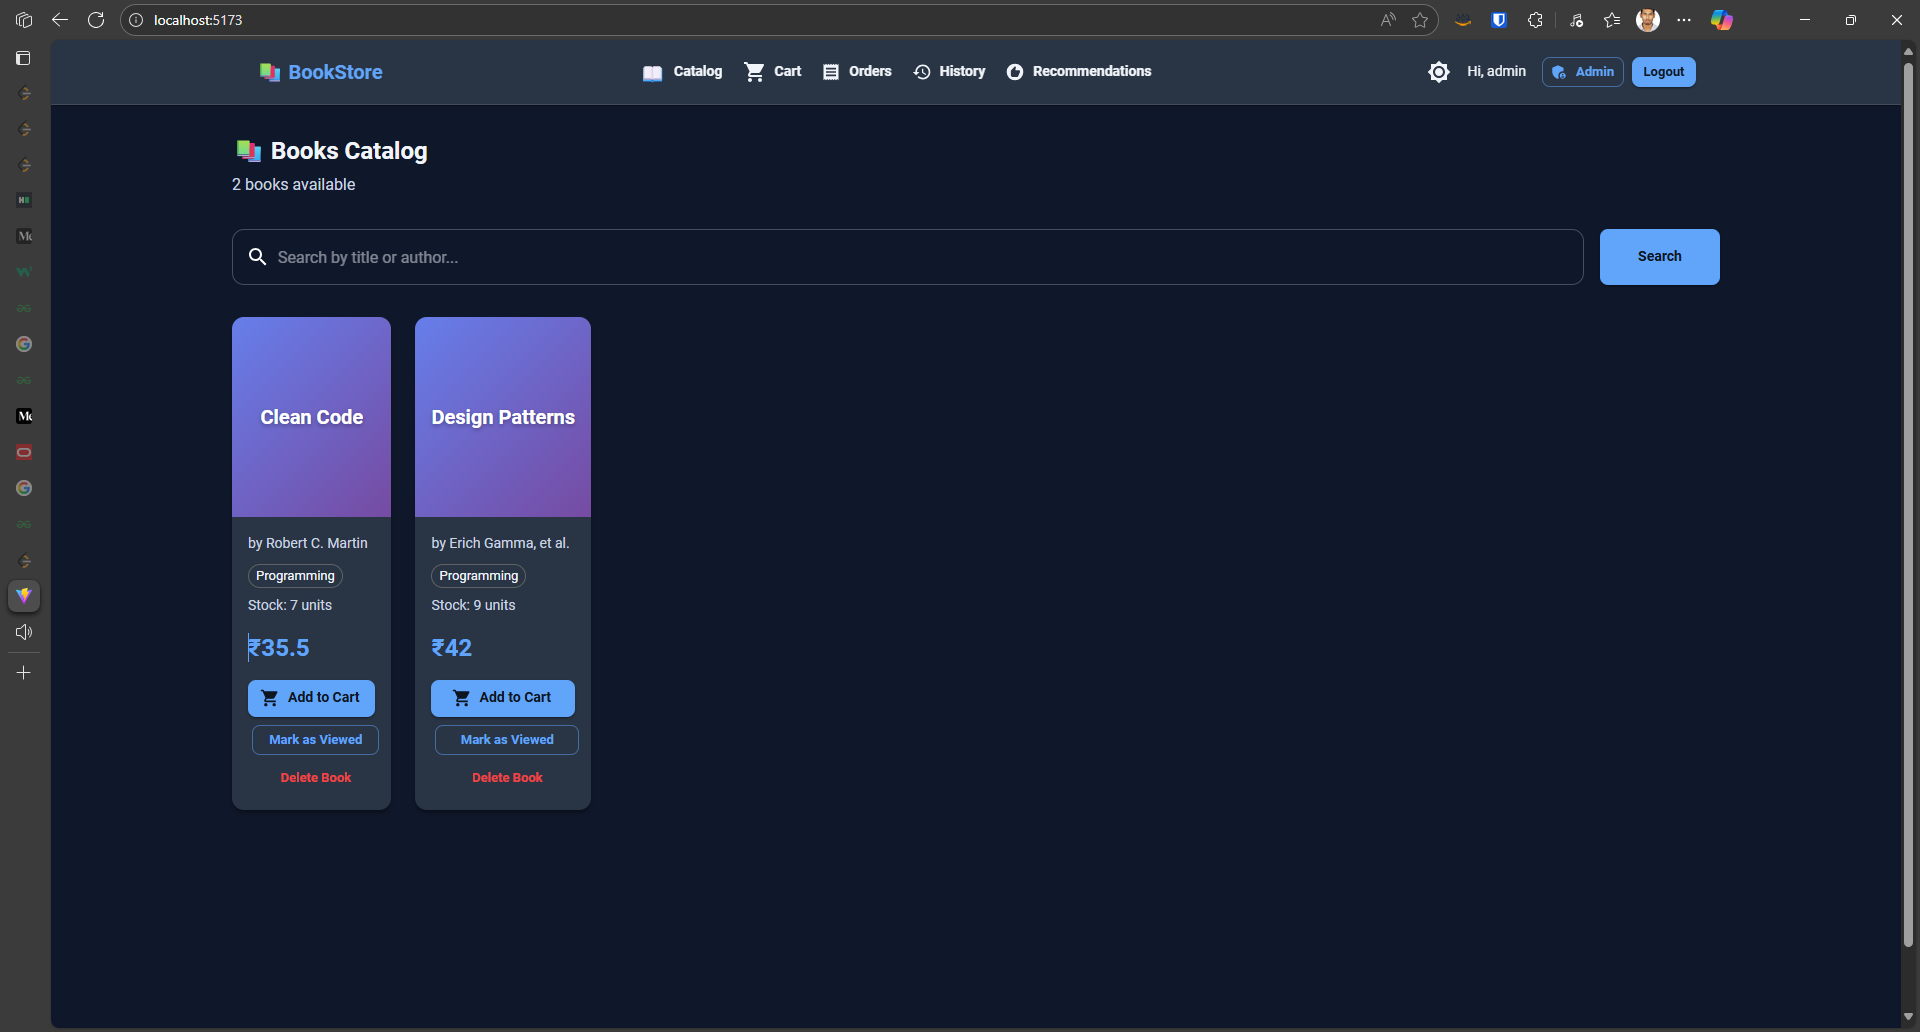 localhost:5173
BookStore
Catalog
Cart
Orders
History
Recommendations
Hi, admin
Admin
Logout
Books Catalog
2 books available
Search by title or author...
Search
Clean Code
by Robert C. Martin
Programming
Stock: 7 units
₹35.5
Add to Cart
Mark as Viewed
Delete Book
Design Patterns
by Erich Gamma, et al.
Programming
Stock: 9 units
₹42
Add to Cart
Mark as Viewed
Delete Book